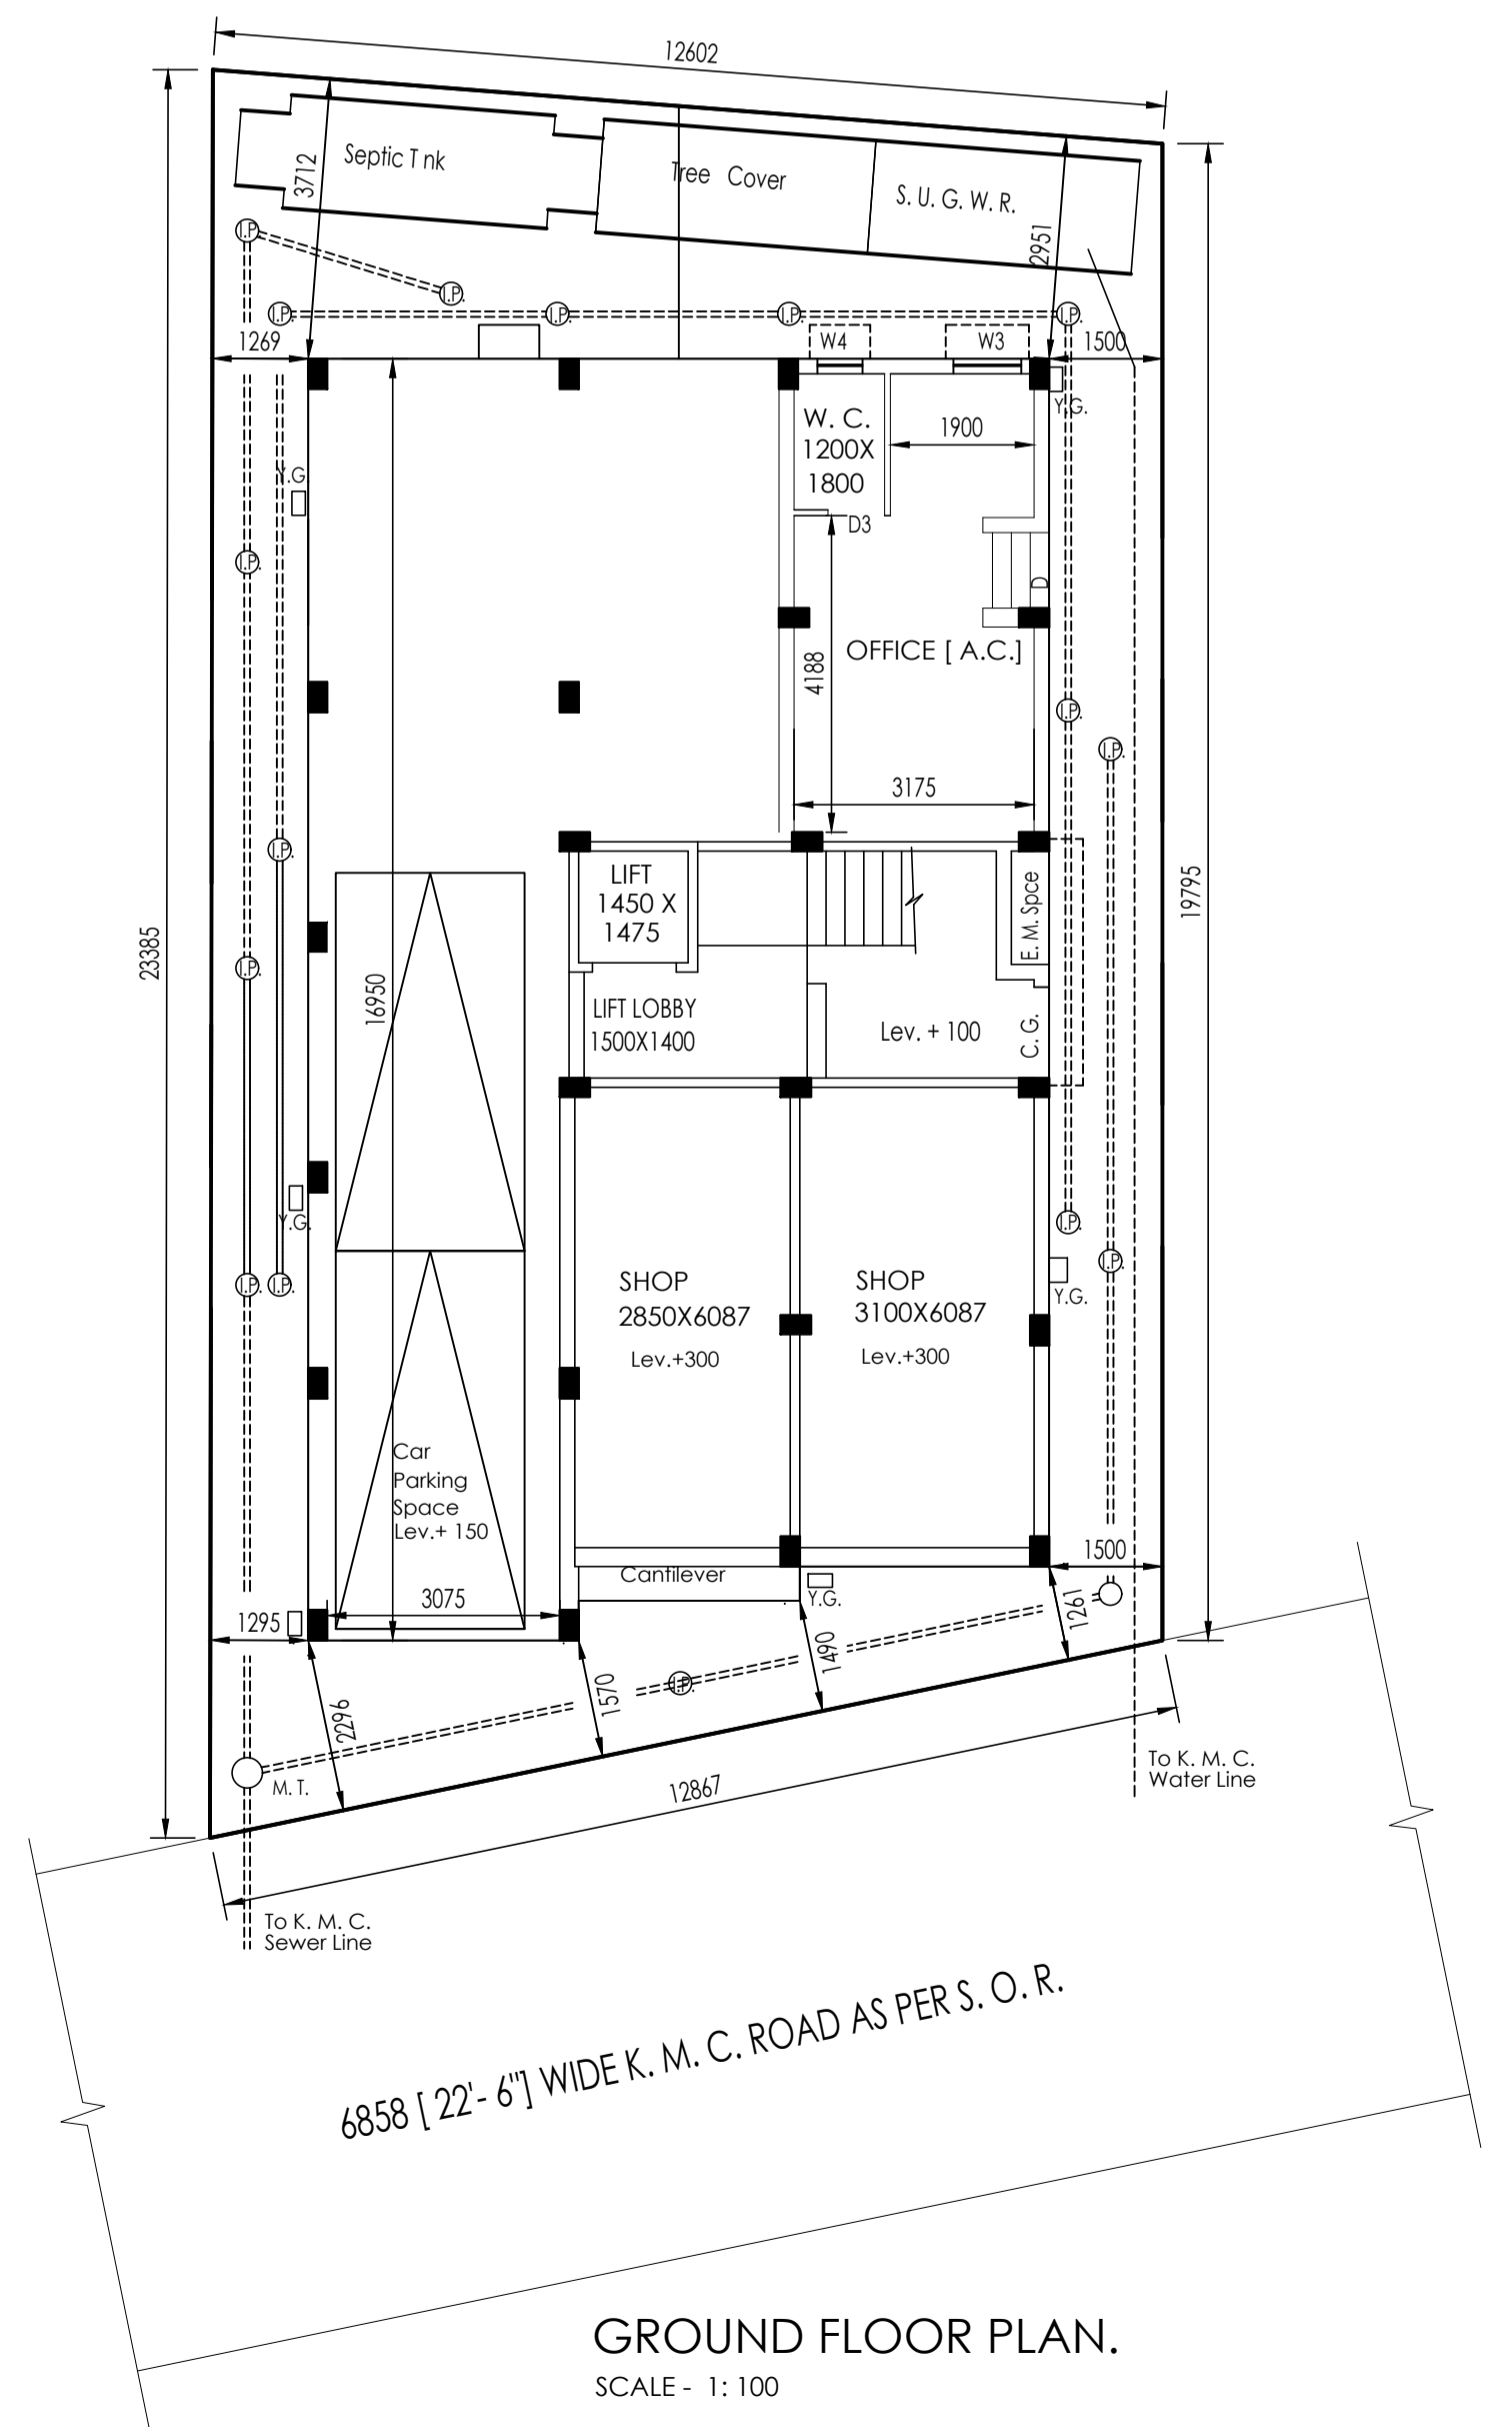 12602
Septic T nk
3712
Tree Cover
S. U. G. W. R.
2951
I.P.
I.P.
I.P.
I.P.
I.P.
I.P.
1269
W4
W3
1500
Y.G.
W. C.
1200X
1800
1900
Y.G.
D3
I.P.
D
OFFICE [ A.C.]
4188
I.P.
I.P.
3175
I.P.
LIFT
1450 X
1475
E. M. Spce
19795
23385
I.P.
16950
LIFT LOBBY
1500X1400
Lev. + 100
C. G.
Y.G.
I.P.
I.P.
I.P.
I.P.
SHOP
2850X6087
Lev.+300
SHOP
3100X6087
Lev.+300
Y.G.
Car
Parking
Space
Lev.+ 150
1500
Cantilever
Y.G.
3075
1295
1261
1490
1570
I.P.
2296
M. T.
12867
To K. M. C.
Water Line
To K. M. C.
Sewer Line
6858 [ 22'- 6"] WIDE K. M. C. ROAD AS PER S. O. R.
GROUND FLOOR PLAN.
SCALE - 1: 100